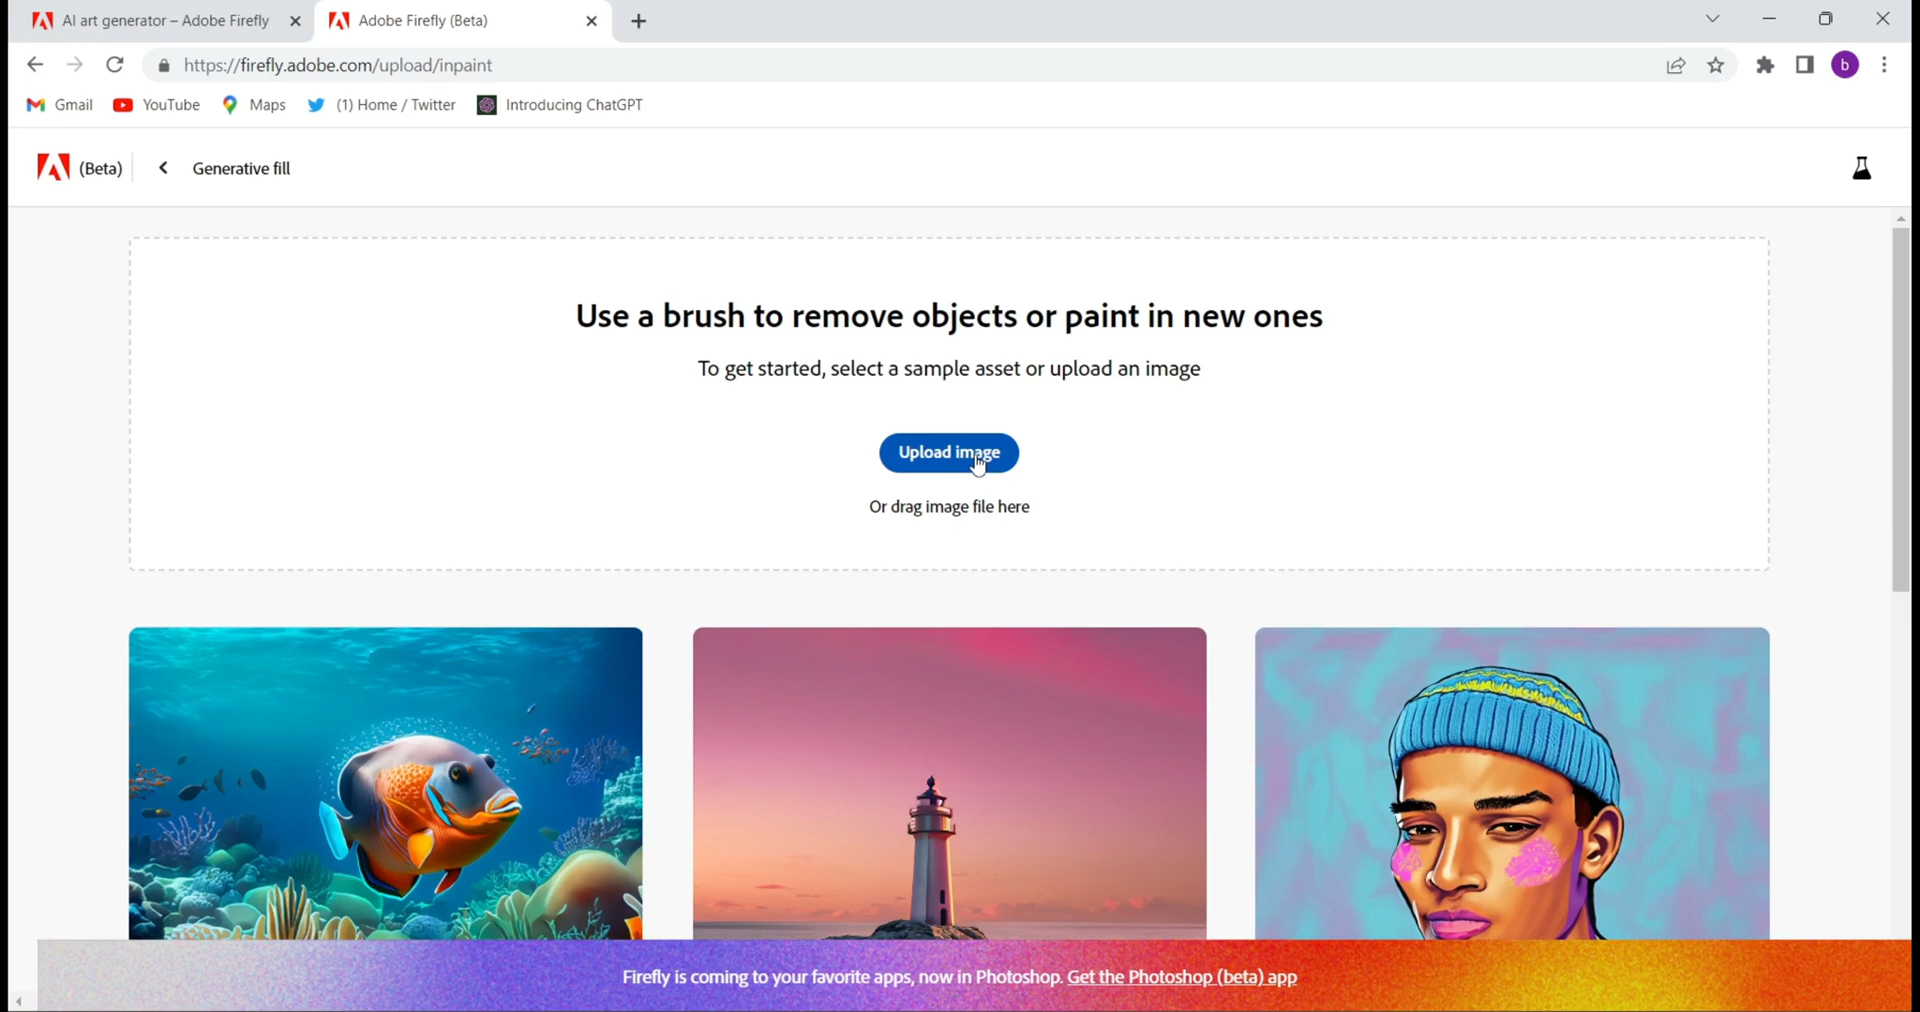 AI art generator – Adobe Firefly
Adobe Firefly (Beta)
https://firefly.adobe.com/upload/inpaint
b
Gmail
YouTube
Maps
(1) Home / Twitter
Introducing ChatGPT
(Beta)
Generative fill
Use a brush to remove objects or paint in new ones
To get started, select a sample asset or upload an image
Upload image
Or drag image file here
Firefly is coming to your favorite apps, now in Photoshop. Get the Photoshop (beta) app